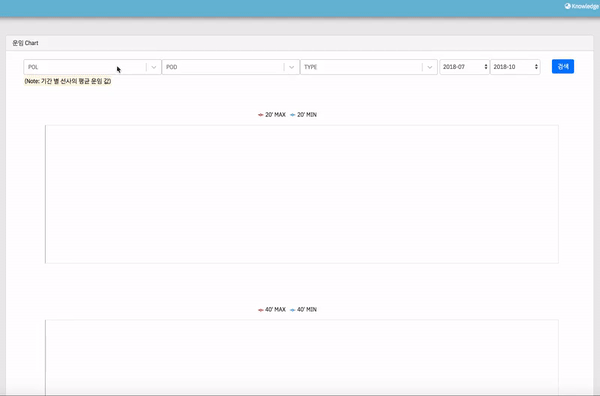 Knowledge
운임 Chart
POL POD TYPE 2018-07 2018-10 검색
(Note: 기간 별 선사의 평균 운임 값)
20' MAX 20' MIN
40' MAX 40' MIN